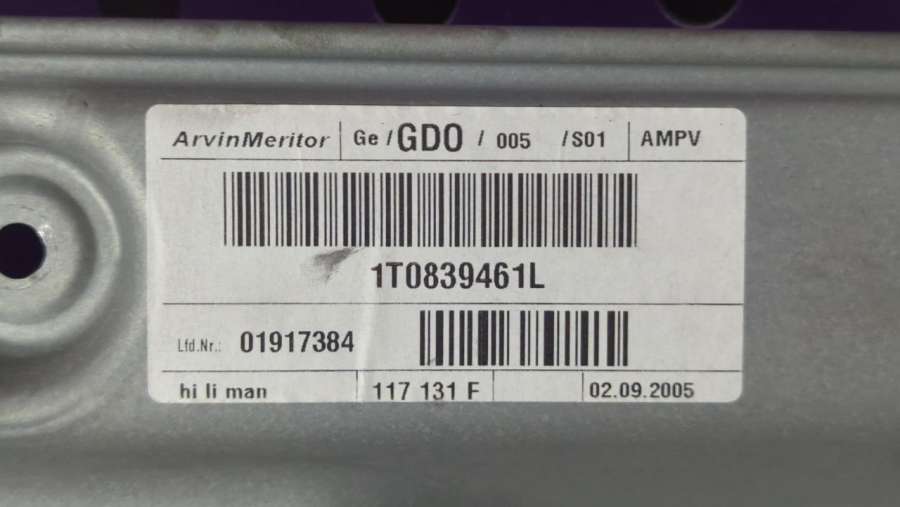 ArvinMeritor Ge / GDO / 005 / S01 AMPV
1T0839461L
Lfd.Nr.: 01917384
hi li man 117 131 F 02.09.2005